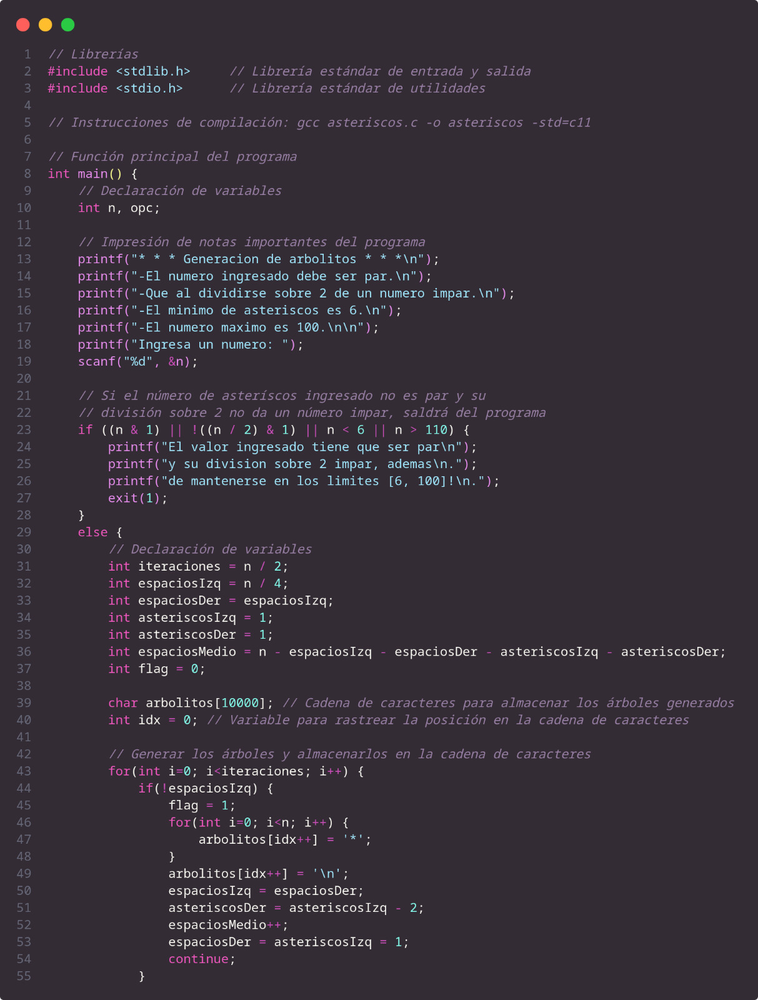 1 // Librerías
2 #include <stdlib.h> // Librería estándar de entrada y salida
3 #include <stdio.h> // Librería estándar de utilidades
4
5 // Instrucciones de compilación: gcc asteriscos.c -o asteriscos -std=c11
6
7 // Función principal del programa
8 int main() {
9 // Declaración de variables
10 int n, opc;
11
12 // Impresión de notas importantes del programa
13 printf("* * * Generacion de arbolitos * * *\n");
14 printf("-El numero ingresado debe ser par.\n");
15 printf("-Que al dividirse sobre 2 de un numero impar.\n");
16 printf("-El minimo de asteriscos es 6.\n");
17 printf("-El numero maximo es 100.\n\n");
18 printf("Ingresa un numero: ");
19 scanf("%d", &n);
20
21 // Si el número de asteríscos ingresado no es par y su
22 // división sobre 2 no da un número impar, saldrá del programa
23 if ((n & 1) || !((n / 2) & 1) || n < 6 || n > 110) {
24 printf("El valor ingresado tiene que ser par\n");
25 printf("y su division sobre 2 impar, ademas\n.");
26 printf("de mantenerse en los limites [6, 100]!\n.");
27 exit(1);
28 }
29 else {
30 // Declaración de variables
31 int iteraciones = n / 2;
32 int espaciosIzq = n / 4;
33 int espaciosDer = espaciosIzq;
34 int asteriscosIzq = 1;
35 int asteriscosDer = 1;
36 int espaciosMedio = n - espaciosIzq - espaciosDer - asteriscosIzq - asteriscosDer;
37 int flag = 0;
38
39 char arbolitos[10000]; // Cadena de caracteres para almacenar los árboles generados
40 int idx = 0; // Variable para rastrear la posición en la cadena de caracteres
41
42 // Generar los árboles y almacenarlos en la cadena de caracteres
43 for(int i=0; i<iteraciones; i++) {
44 if(!espaciosIzq) {
45 flag = 1;
46 for(int i=0; i<n; i++) {
47 arbolitos[idx++] = '*';
48 }
49 arbolitos[idx++] = '\n';
50 espaciosIzq = espaciosDer;
51 asteriscosDer = asteriscosIzq - 2;
52 espaciosMedio++;
53 espaciosDer = asteriscosIzq = 1;
54 continue;
55 }